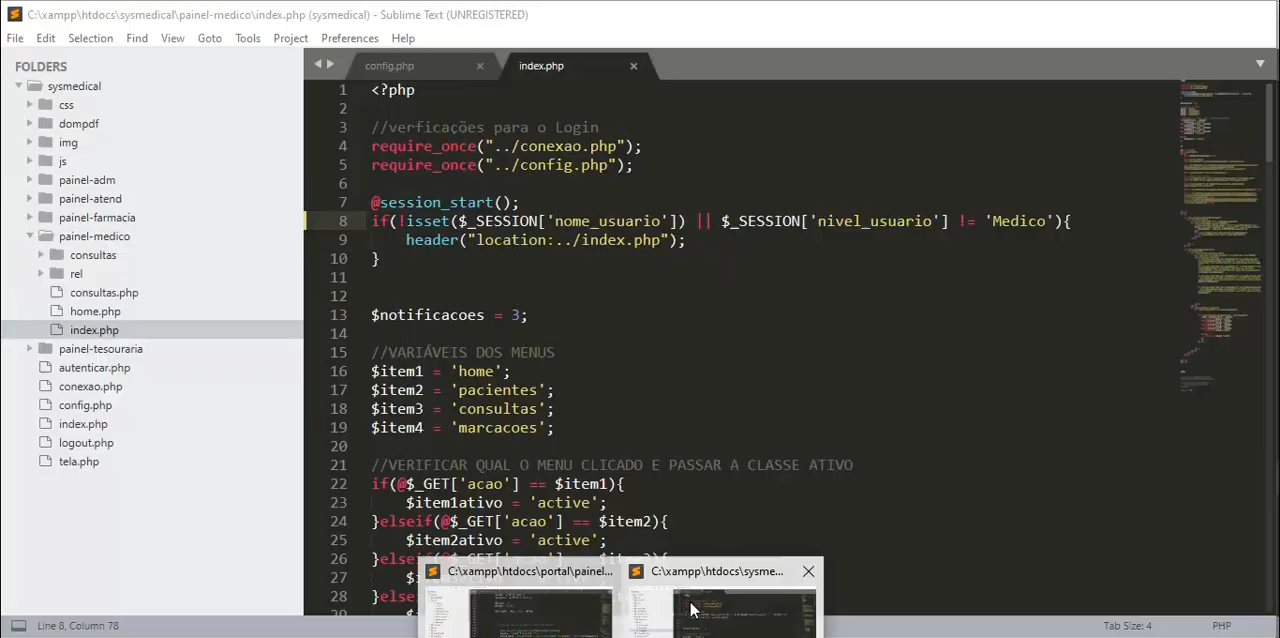 C:\xampp\htdocs\sysmedical\painel-medico\index.php (sysmedical) - Sublime Text (UNREGISTERED)
File Edit Selection Find View Goto Tools Project Preferences Help
FOLDERS
sysmedical
css
dompdf
img
js
panel-adm
painel-atend
painel-farmacia
painel-medico
consultas
rel
consultas.php
home.php
index.php
painel-tesouraria
autenticar.php
conexao.php
config.php
index.php
logout.php
tela.php
config.php index.php
1 <?php
2
3 //verficações para o Login
4 require_once("../conexao.php");
5 require_once("../config.php");
6
7 @session_start();
8 if(!isset($_SESSION['nome_usuario']) || $_SESSION['nivel_usuario'] != 'Medico'){
9 header("location:../index.php");
10 }
11
12
13 $notificacoes = 3;
14
15 //VARIÁVEIS DOS MENUS
16 $item1 = 'home';
17 $item2 = 'pacientes';
18 $item3 = 'consultas';
19 $item4 = 'marcacoes';
20
21 //VERIFICAR QUAL O MENU CLICADO E PASSAR A CLASSE ATIVO
22 if(@$_GET['acao'] == $item1){
23 $item1ativo = 'active';
24 }elseif(@$_GET['acao'] == $item2){
25 $item2ativo = 'active';
26 }elseif(@$_GET['acao']
27
28 }else
C:\xampp\htdocs\portal\painel... C:\xampp\htdocs\sysme...
Line 8, Column 78 Tab Size: 4 PHP